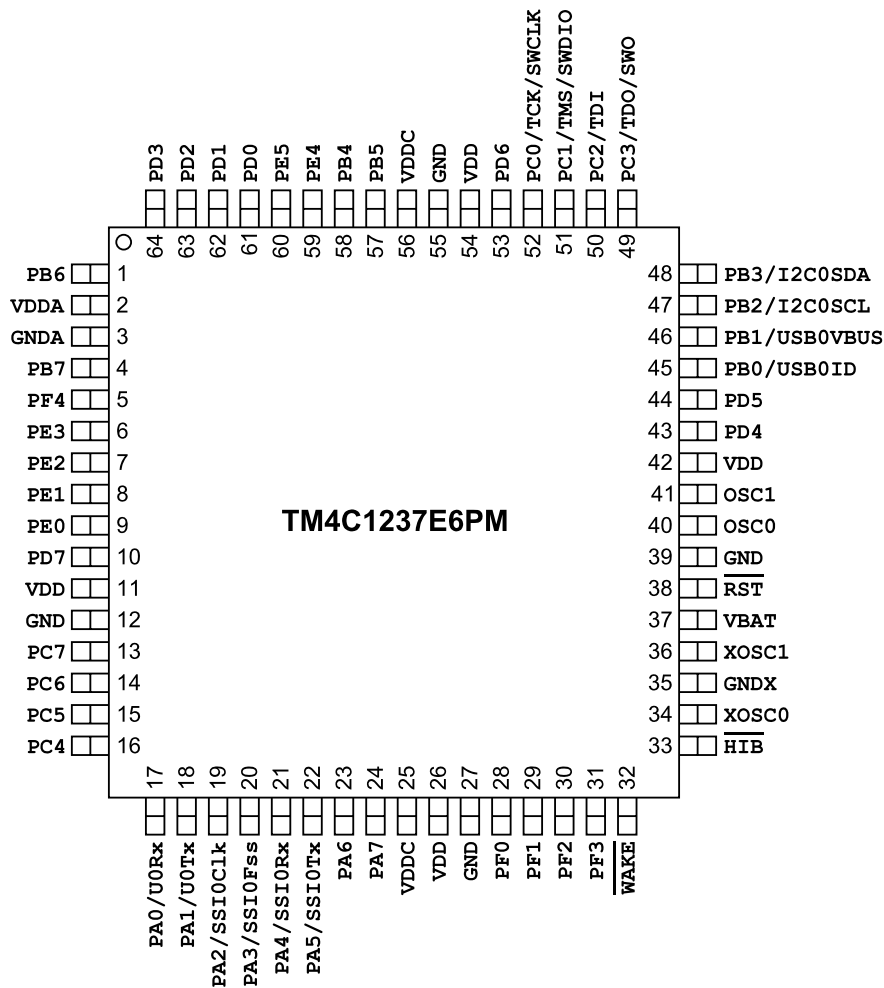 PD3
PD2
PD1
PD0
PE5
PE4
PB4
PB5
VDDC
GND
VDD
PD6
PC0/TCK/SWCLK
PC1/TMS/SWDIO
PC2/TDI
PC3/TDO/SWO
64
63
62
61
60
59
58
57
56
55
54
53
52
51
50
49
PB6 1
48 PB3/I2C0SDA
VDDA 2
47 PB2/I2C0SCL
GNDA 3
46 PB1/USB0VBUS
PB7 4
45 PB0/USB0ID
PF4 5
44 PD5
PE3 6
43 PD4
PE2 7
42 VDD
PE1 8
41 OSC1
TM4C1237E6PM
PE0 9
40 OSC0
PD7 10
39 GND
VDD 11
38 RST
GND 12
37 VBAT
PC7 13
36 XOSC1
PC6 14
35 GNDX
PC5 15
34 XOSC0
PC4 16
33 HIB
17
18
19
20
21
22
23
24
25
26
27
28
29
30
31
32
PA0/U0Rx
PA1/U0Tx
PA2/SSI0Clk
PA3/SSI0Fss
PA4/SSI0Rx
PA5/SSI0Tx
PA6
PA7
VDDC
VDD
GND
PF0
PF1
PF2
PF3
WAKE